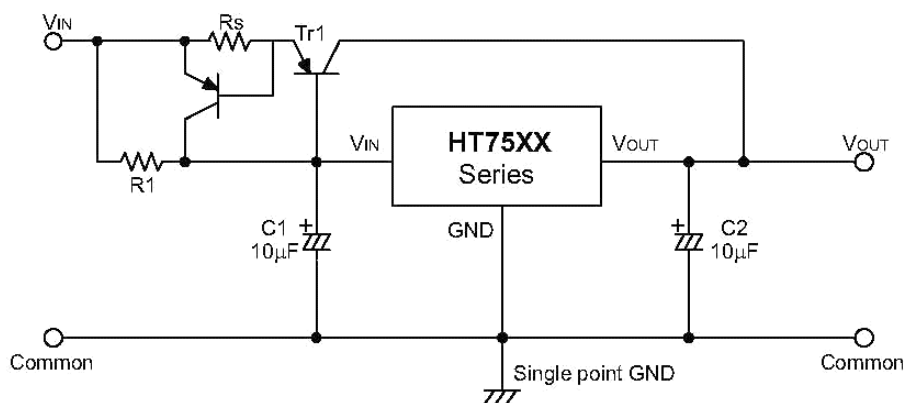 VIN
Rs
Tr1
R1
VIN
HT75XX
Series
VOUT
VOUT
GND
C1
10μF
C2
10μF
Common
Single point GND
Common